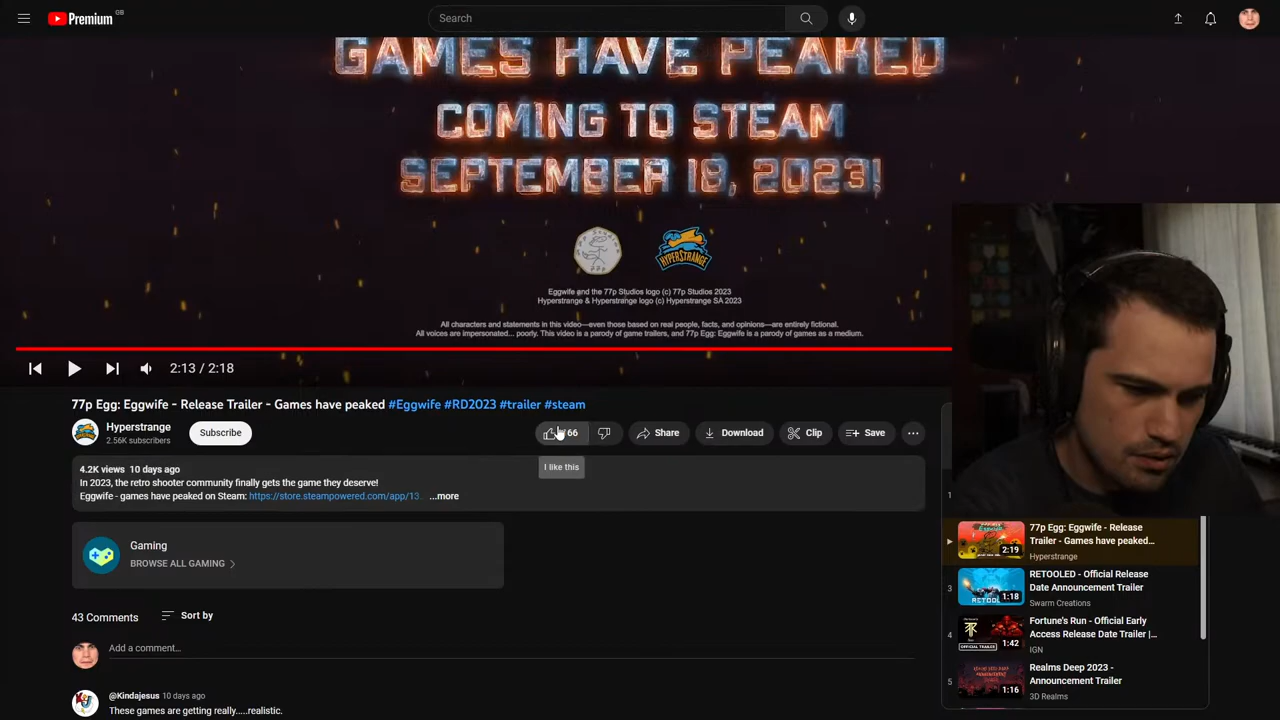 Premium GB
Search
GAMES HAVE PEAKED
COMING TO STEAM
SEPTEMBER 18, 2023!
HYPERSTRANGE
Eggwife and the 77p Studios logo (c) 77p Studios 2023
Hyperstrange & Hyperstrange logo (c) Hyperstrange SA 2023
All characters and statements in this video—even those based on real people, facts, and opinions—are entirely fictional.
All voices are impersonated... poorly. This video is a parody of game trailers, and 77p Egg: Eggwife is a parody of games as a medium.
2:13 / 2:18
77p Egg: Eggwife - Release Trailer - Games have peaked #Eggwife #RD2023 #trailer #steam
Hyperstrange
2.56K subscribers
Subscribe
66
Share
Download
Clip
Save
I like this
4.2K views 10 days ago
In 2023, the retro shooter community finally gets the game they deserve!
Eggwife - games have peaked on Steam: https://store.steampowered.com/app/13... ...more
Gaming
BROWSE ALL GAMING
43 Comments
Sort by
Add a comment...
@Kindajesus 10 days ago
These games are getting really.....realistic.
1
77p Egg: Eggwife - Release
Trailer - Games have peaked...
2:19
Hyperstrange
3
RETOOLED - Official Release
Date Announcement Trailer
1:18
Swarm Creations
4
Fortune's Run - Official Early
Access Release Date Trailer |...
1:42
IGN
5
Realms Deep 2023 -
Announcement Trailer
1:16
3D Realms